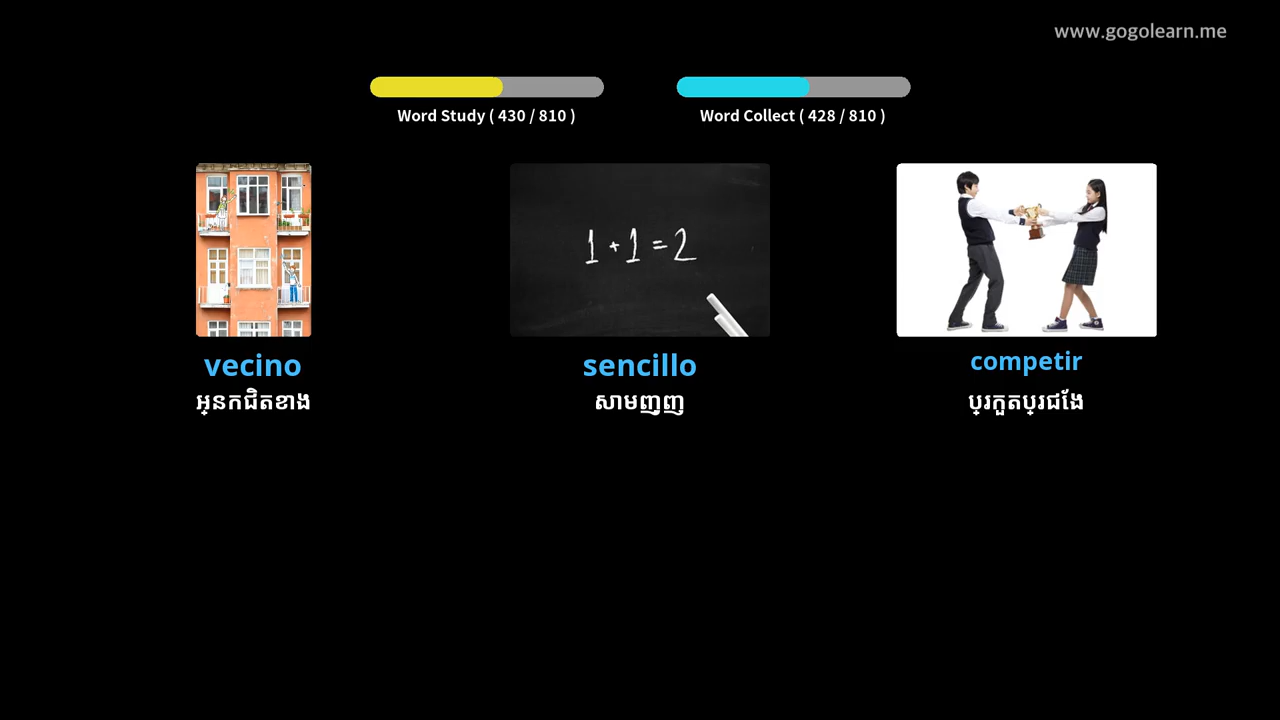 www.gogolearn.me
Word Study ( 430 / 810 )
Word Collect ( 428 / 810 )
1 + 1 = 2
vecino
sencillo
competir
អ្នកជិតខាង
សាមញ្ញ
ប្រកួតប្រជែង